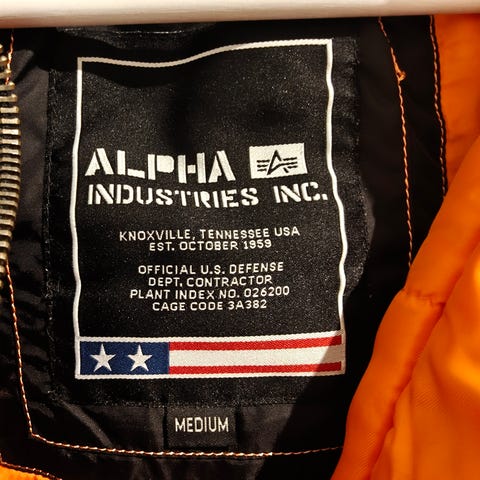 ALPHA
INDUSTRIES INC.
KNOXVILLE, TENNESSEE USA
EST. OCTOBER 1959
OFFICIAL U.S. DEFENSE
DEPT. CONTRACTOR
PLANT INDEX NO. 026200
CAGE CODE 3A382
MEDIUM